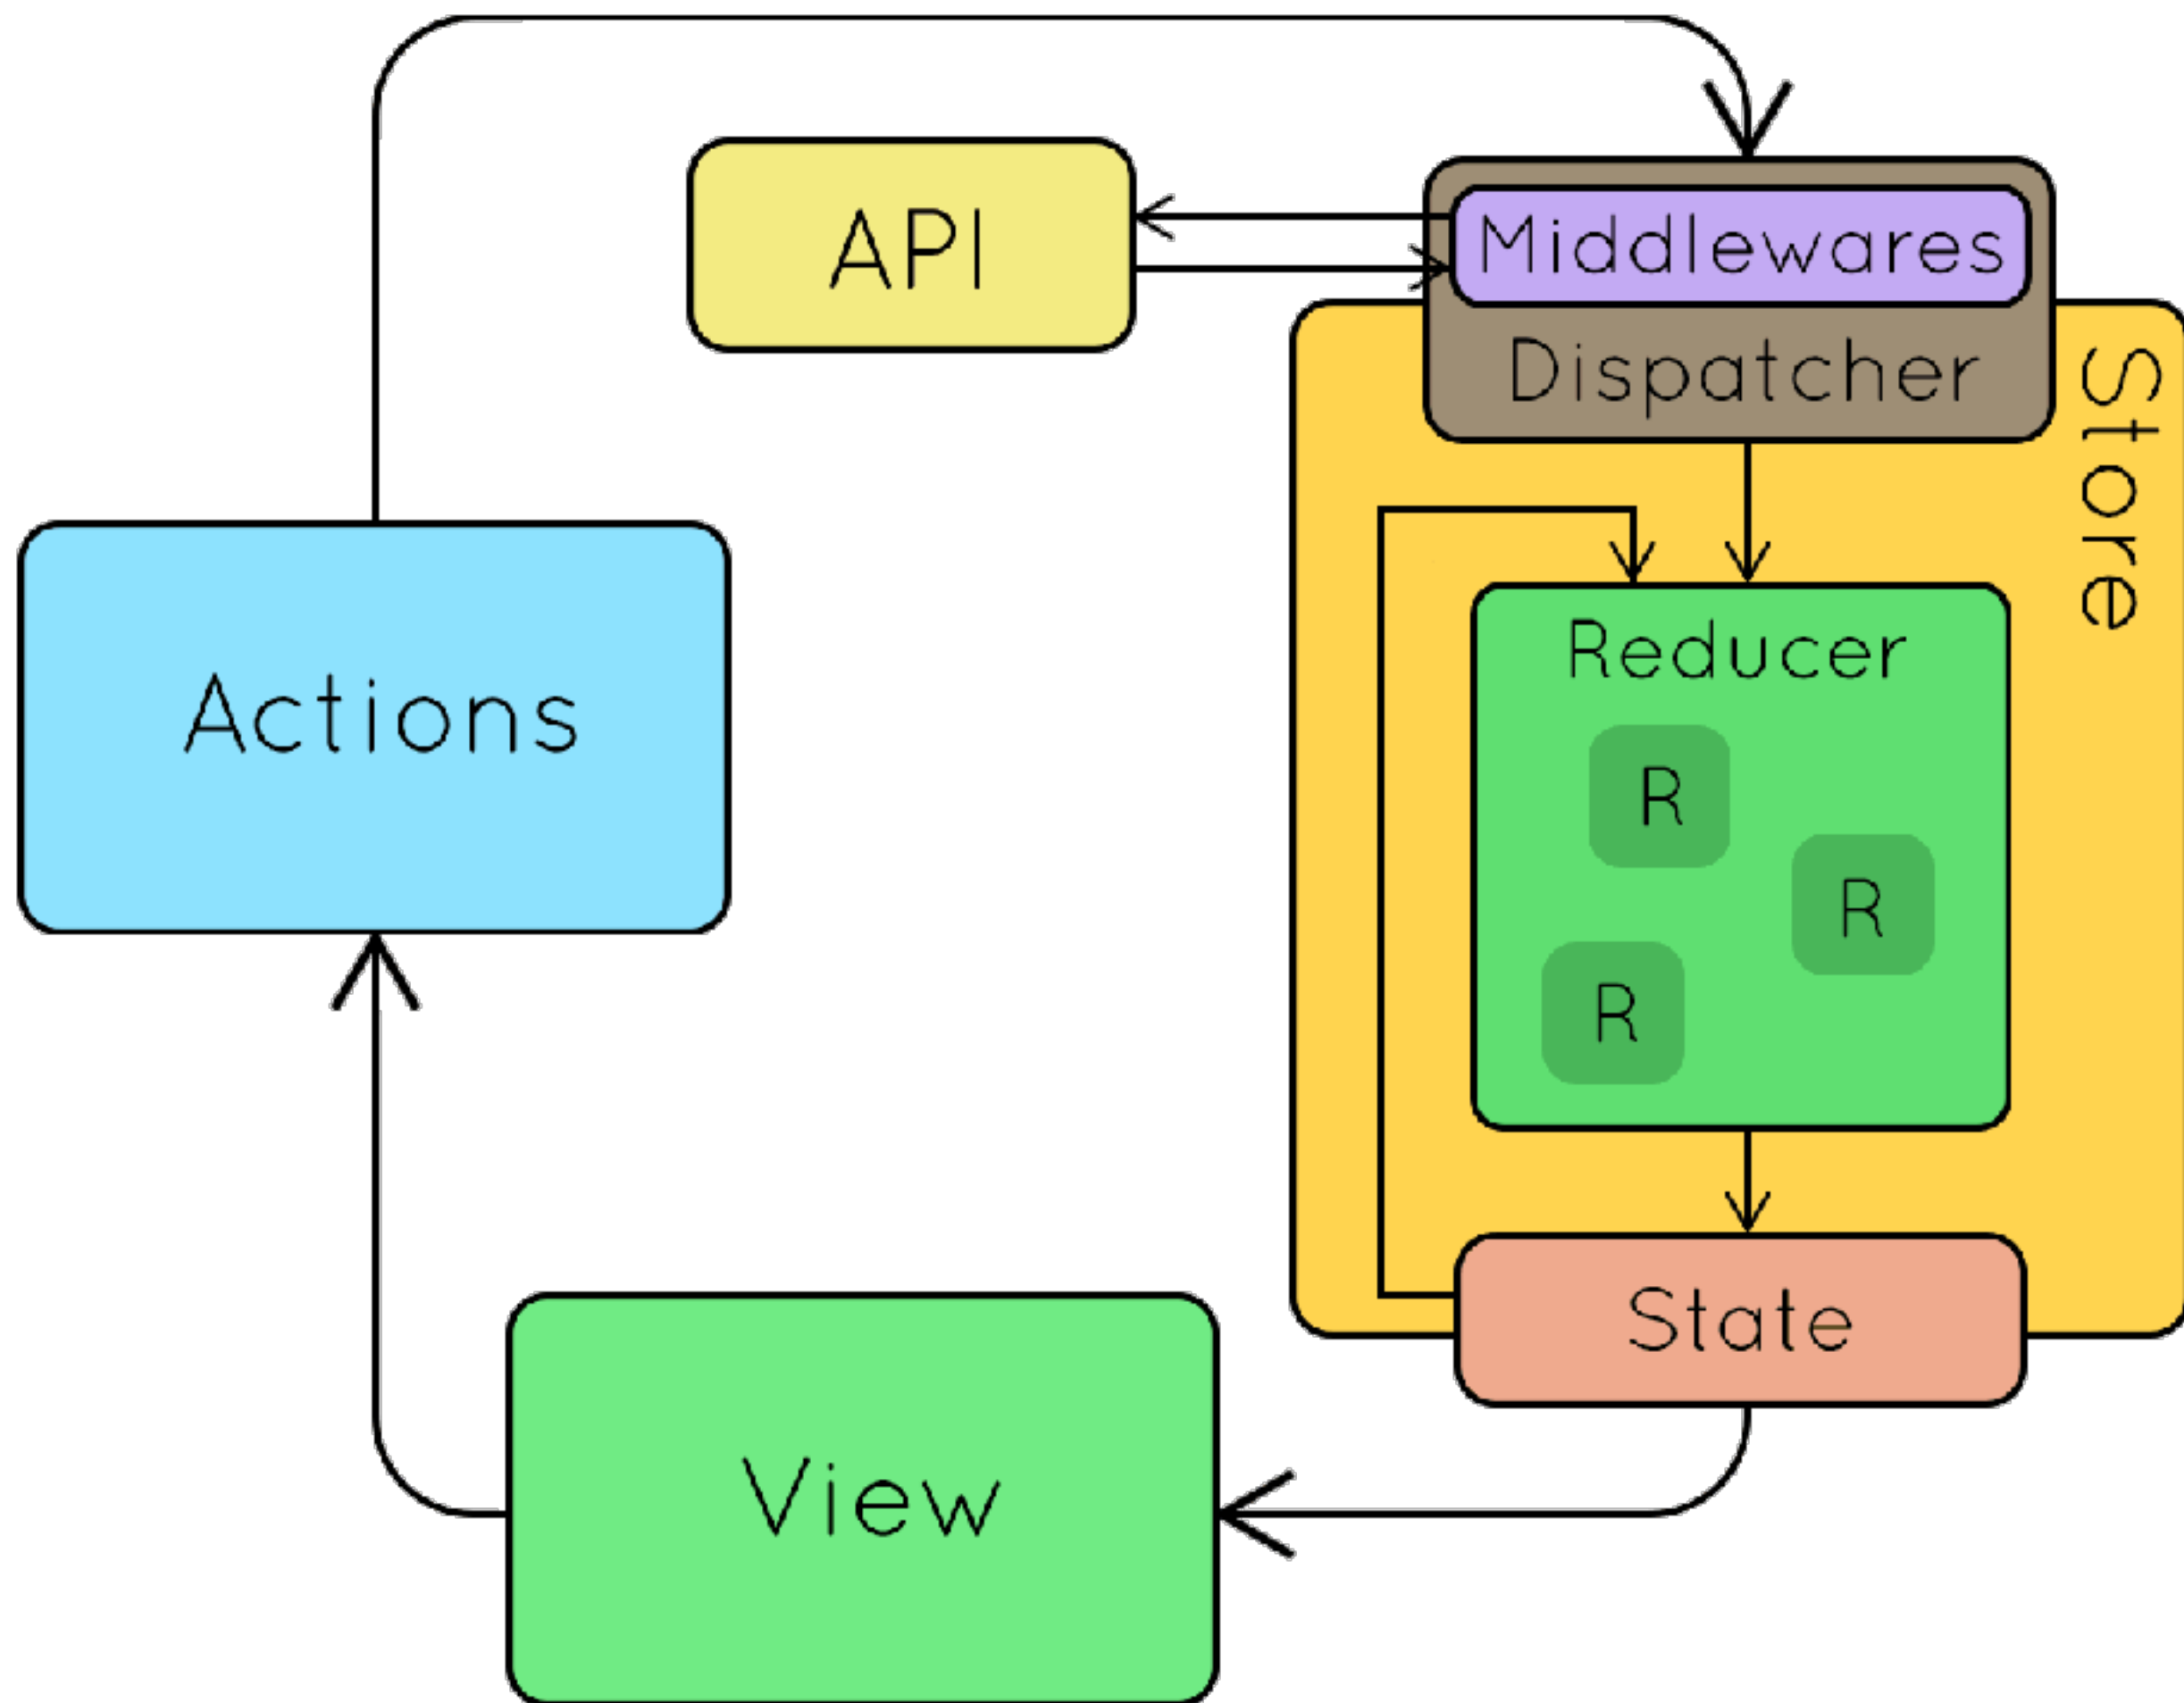 API
Middlewares
Dispatcher
Store
Actions
Reducer
R
R
R
State
View